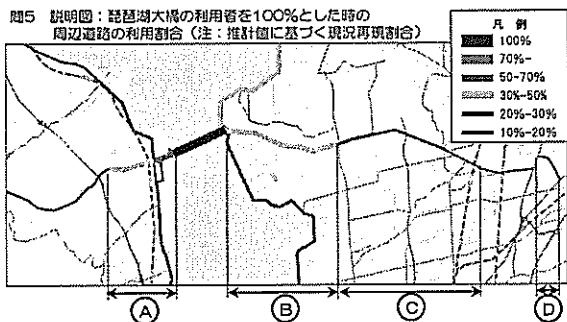 問5 説明図：琵琶湖大橋の利用者を100%とした時の
周辺道路の利用割合（注：推計値に基づく現況再現割合）
凡 例
100%
70%-
50-70%
30%-50%
20%-30%
10%-20%
A
B
C
D